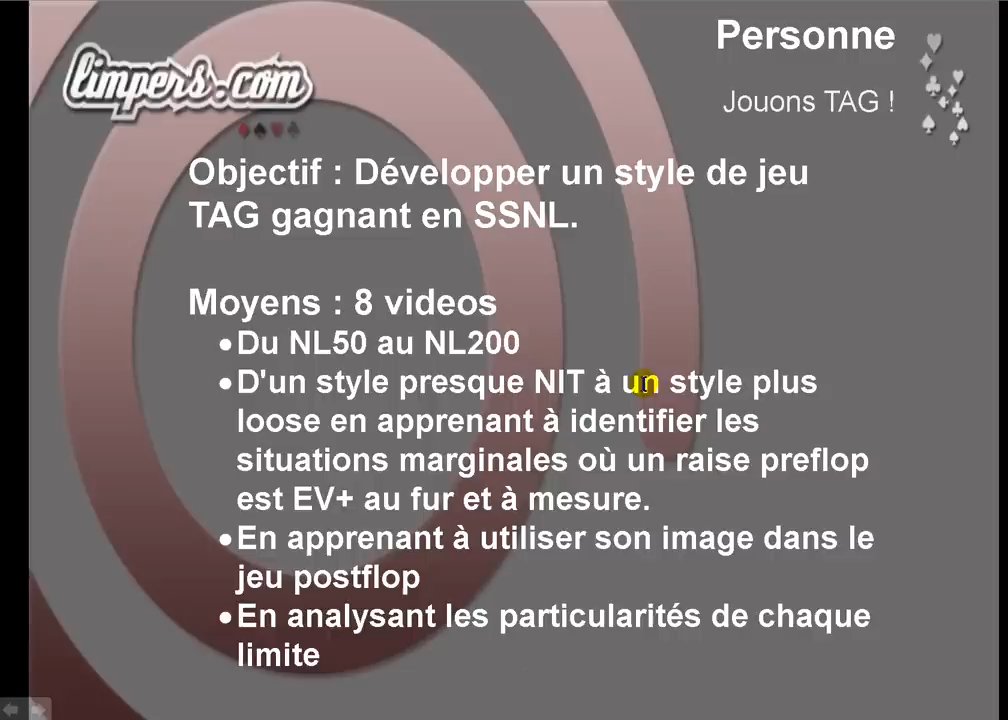 limpers.com
Personne
Jouons TAG !
Objectif : Développer un style de jeu
TAG gagnant en SSNL.
Moyens : 8 videos
•Du NL50 au NL200
•D'un style presque NIT à un style plus
loose en apprenant à identifier les
situations marginales où un raise preflop
est EV+ au fur et à mesure.
•En apprenant à utiliser son image dans le
jeu postflop
•En analysant les particularités de chaque
limite